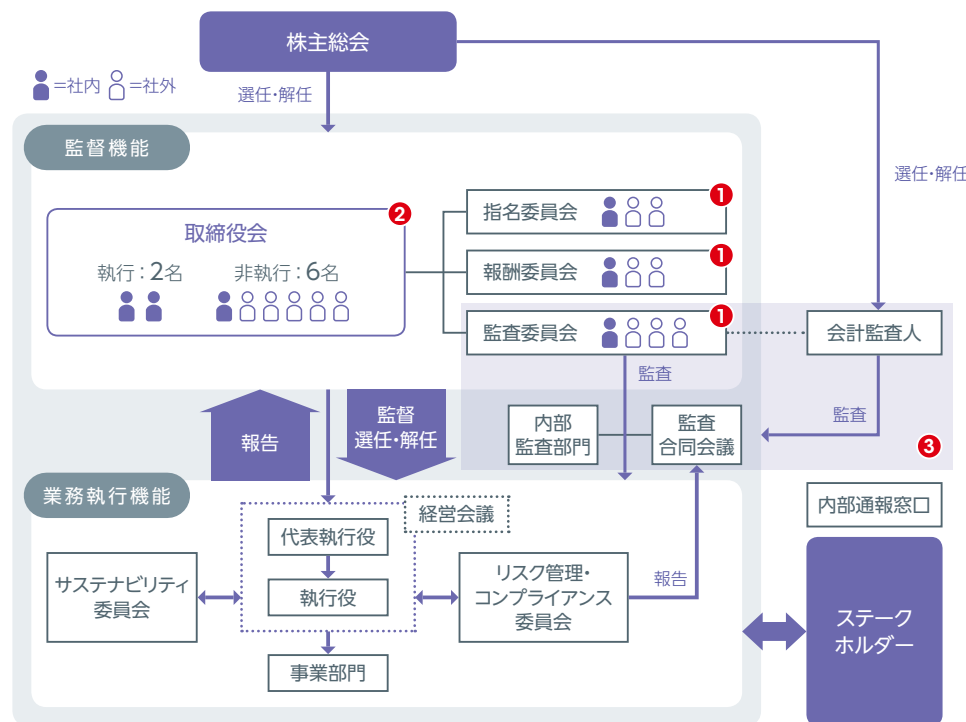 株主総会
=社内 =社外
選任・解任
選任・解任
監督機能
取締役会
2
執行：2名 非執行：6名
指名委員会
1
報酬委員会
1
監査委員会
1
会計監査人
監査
監査
内部
監査部門
監査
合同会議
3
報告
監督
選任・解任
業務執行機能
経営会議
代表執行役
執行役
事業部門
サステナビリティ
委員会
リスク管理・
コンプライアンス
委員会
報告
内部通報窓口
ステーク
ホルダー